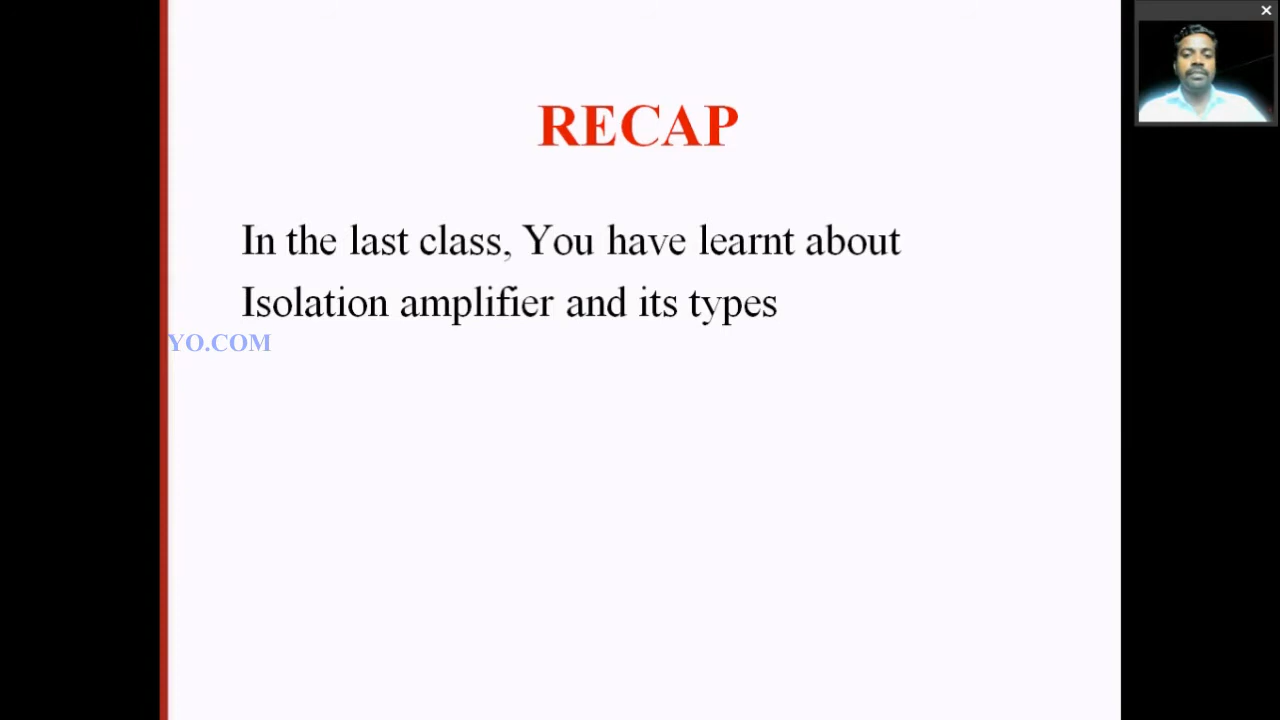 RECAP
In the last class, You have learnt about
Isolation amplifier and its types
YO.COM